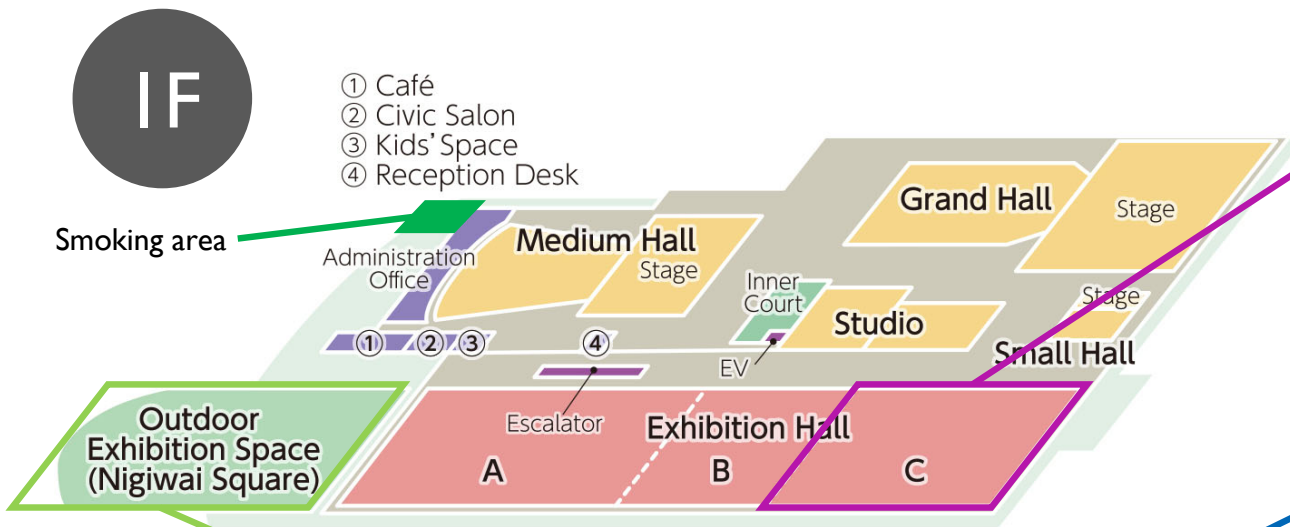 1F
① Café
② Civic Salon
③ Kids' Space
④ Reception Desk
Smoking area
Administration
Office
Medium Hall
Stage
Grand Hall
Stage
Inner
Court
Studio
Stage
Small Hall
① ② ③
④
EV
Escalator
Outdoor
Exhibition Space
(Nigiwai Square)
Exhibition Hall
A
B
C